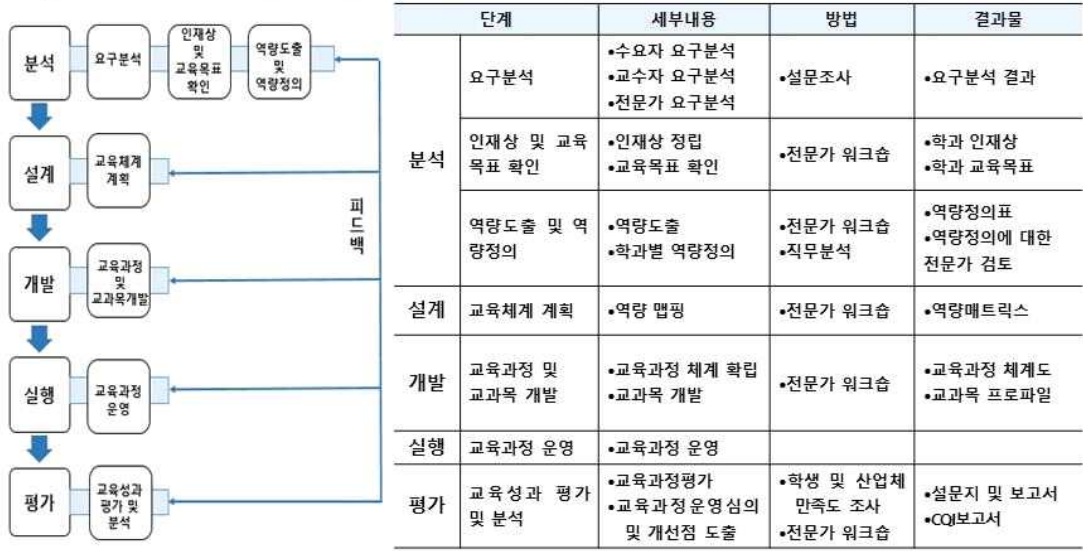 분석
요구분석
인재상
및
교육목표
확인
역량도출
및
역량정의
설계
교육체계
계획
개발
교육과정
및
교과목개발
실행
교육과정
운영
평가
교육성과
평가 및
분석
피드백
단계 세부내용 방법 결과물
분석
요구분석
•수요자 요구분석
•교수자 요구분석
•전문가 요구분석
•설문조사
•요구분석 결과
인재상 및 교육
목표 확인
•인재상 정립
•교육목표 확인
•전문가 워크숍
•학과 인재상
•학과 교육목표
역량도출 및 역
량정의
•역량도출
•학과별 역량정의
•전문가 워크숍
•직무분석
•역량정의표
•역량정의에 대한
전문가 검토
설계
교육체계 계획
•역량 맵핑
•전문가 워크숍
•역량매트릭스
개발
교육과정 및
교과목 개발
•교육과정 체계 확립
•교과목 개발
•전문가 워크숍
•교육과정 체계도
•교과목 프로파일
실행
교육과정 운영
•교육과정 운영
평가
교육성과 평가
및 분석
•교육과정평가
•교육과정운영심의
및 개선점 도출
•학생 및 산업체
만족도 조사
•전문가 워크숍
•설문지 및 보고서
•CQI보고서